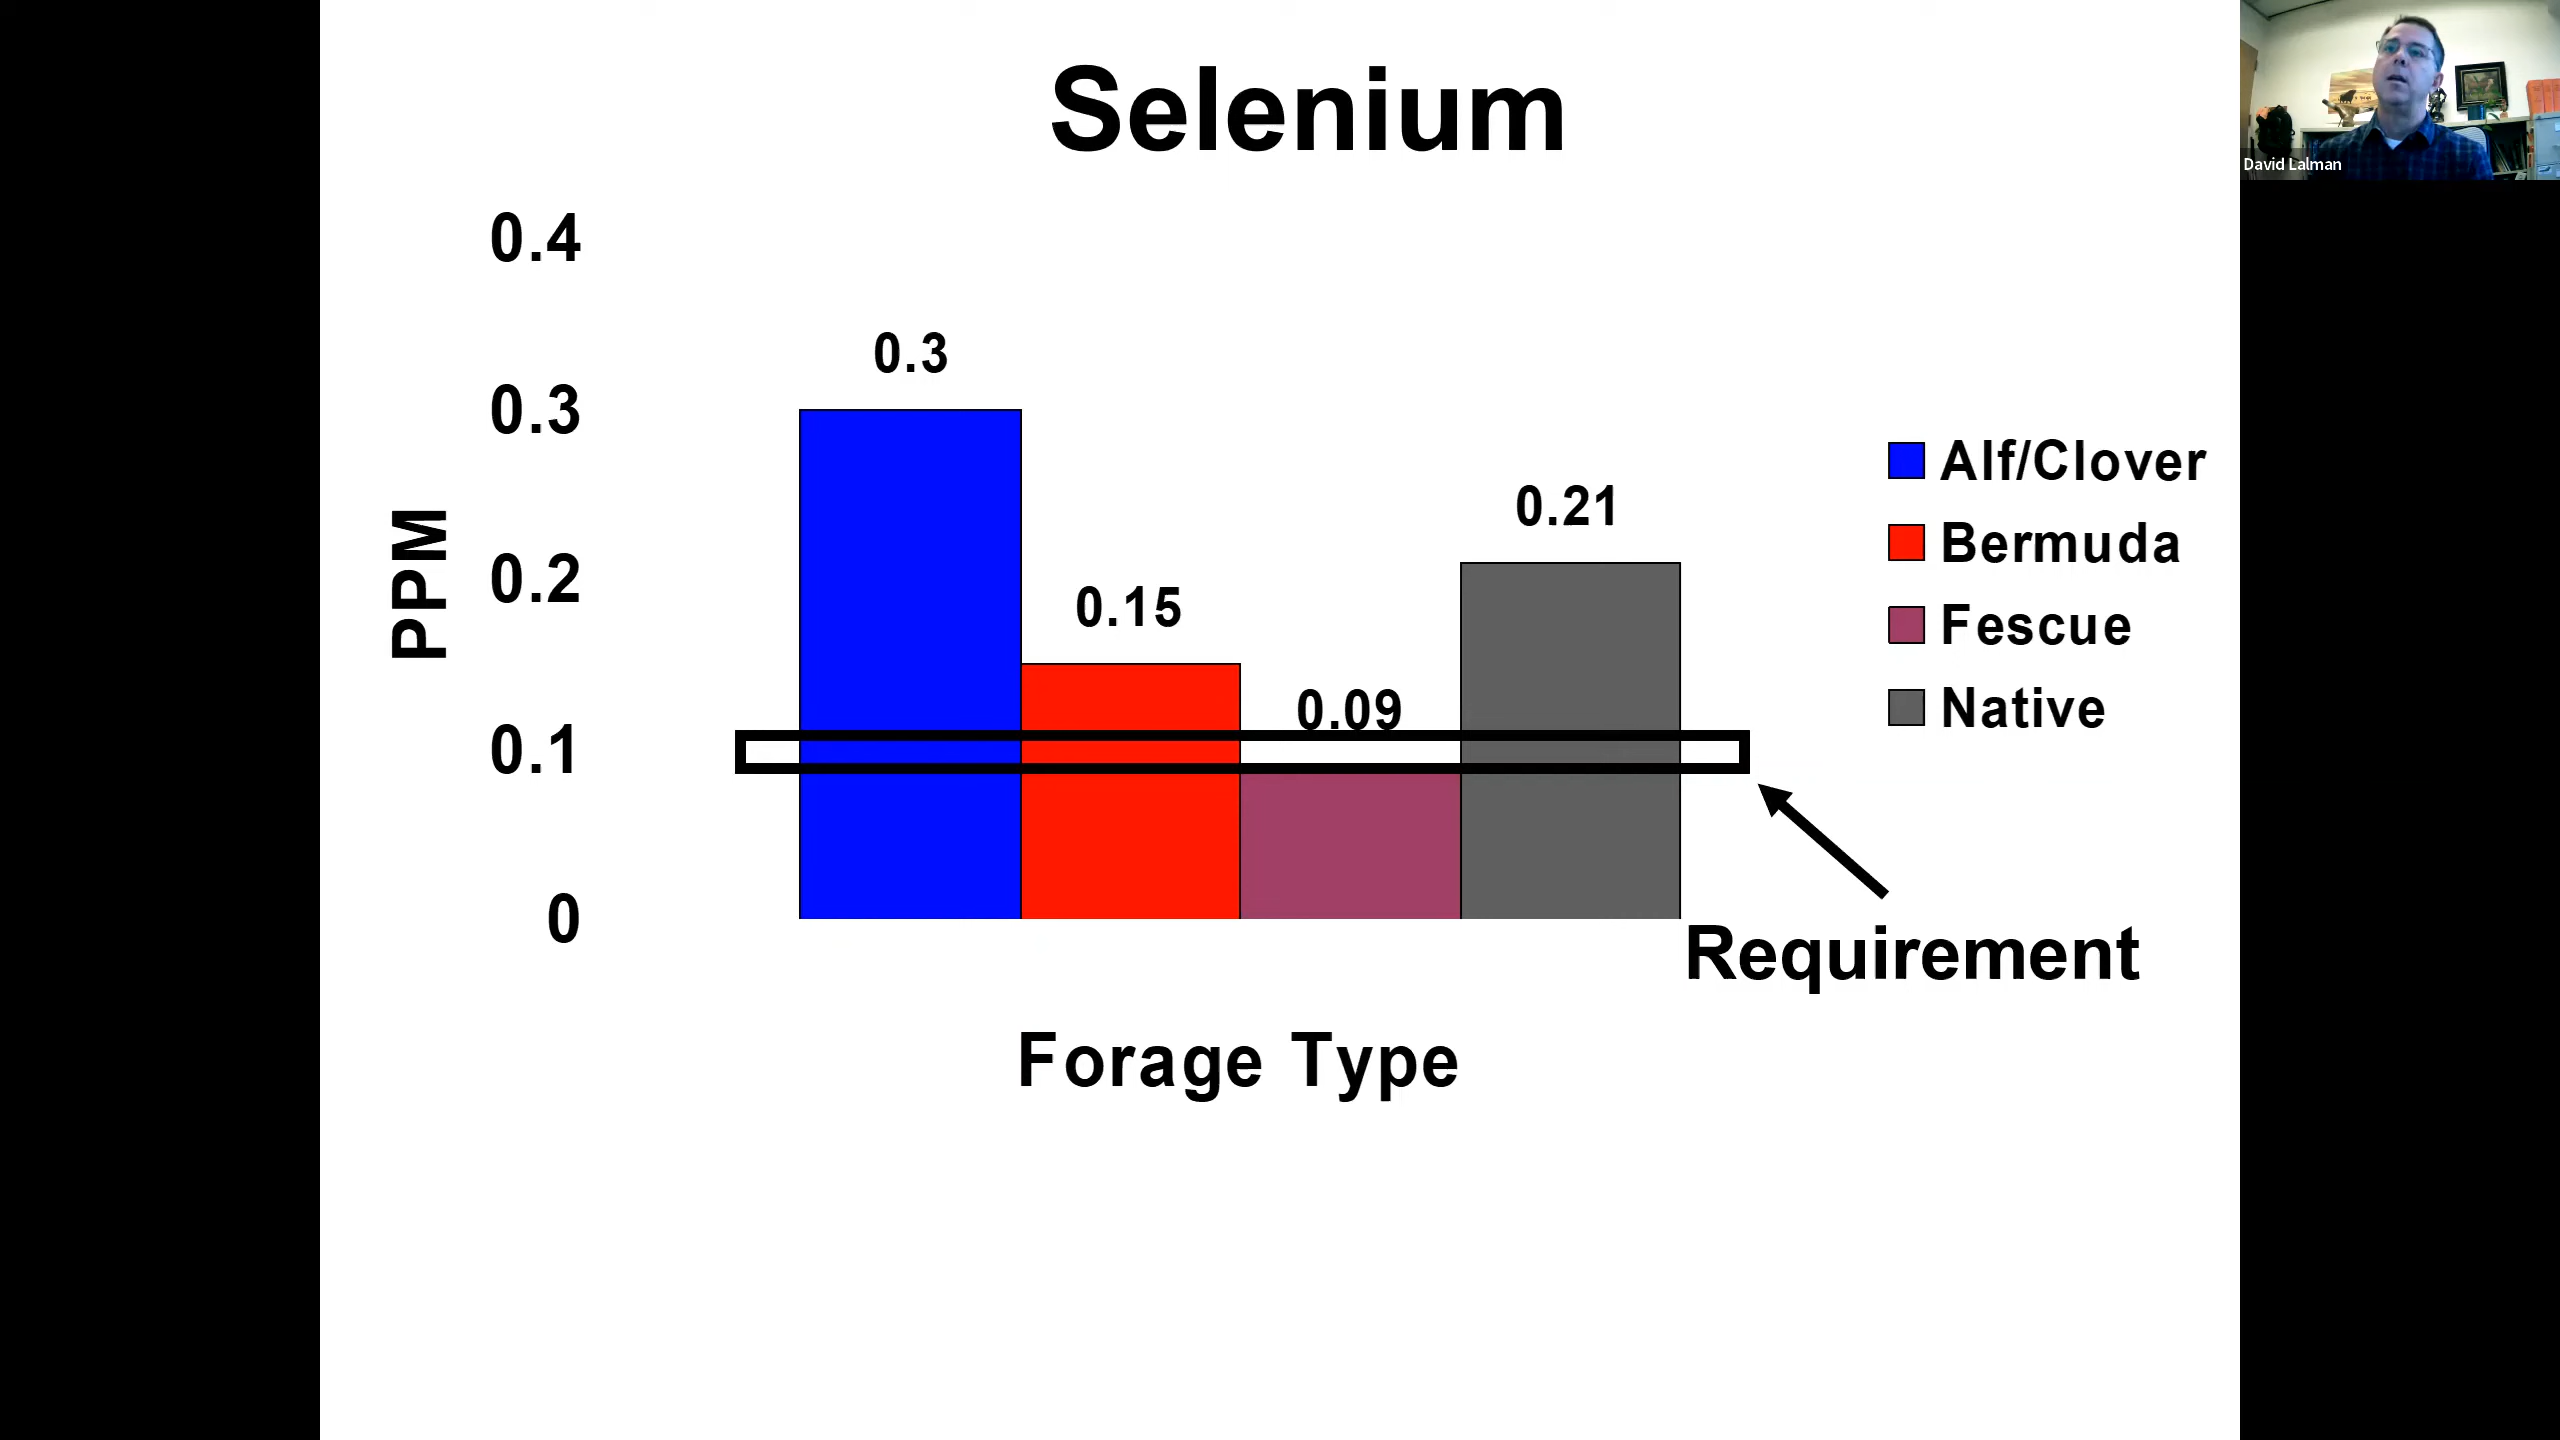 Selenium
David Lalman
0.4
0.3
0.2
0.1
0
PPM
0.3
0.15
0.09
0.21
Alf/Clover
Bermuda
Fescue
Native
Requirement
Forage Type